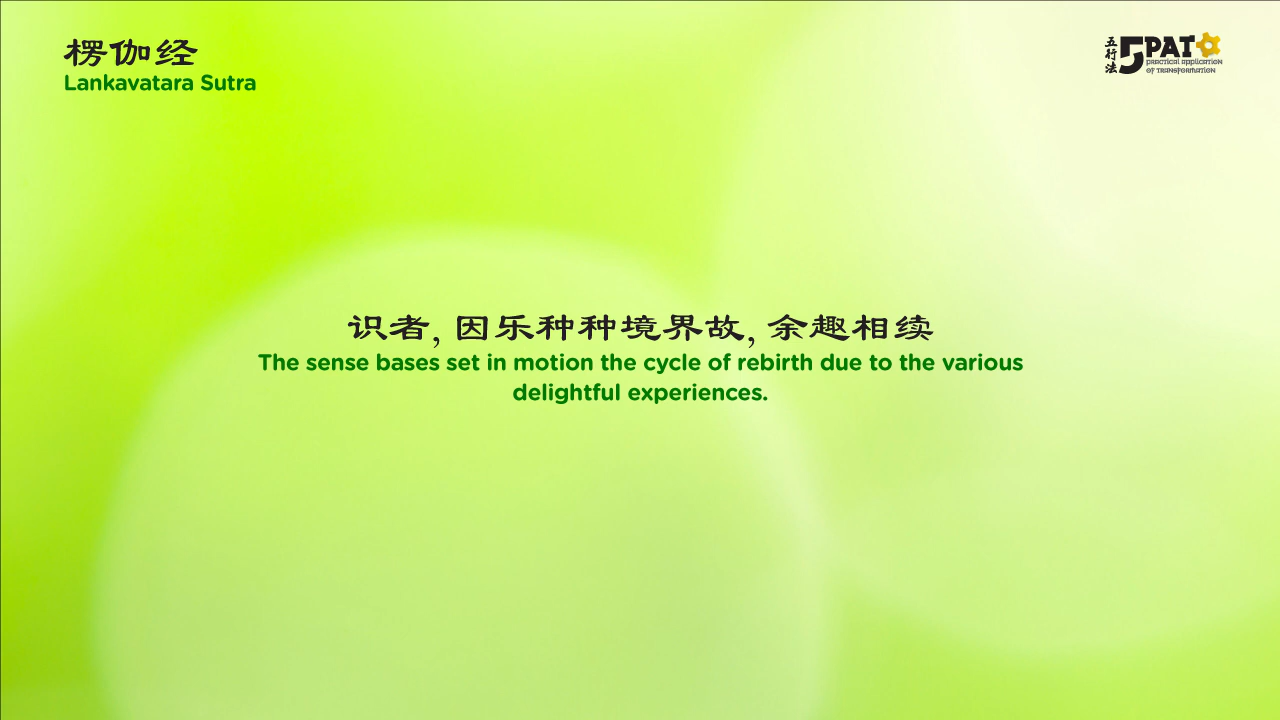 楞伽经
Lankavatara Sutra
五行法
5PAT
PRACTICAL APPLICATION
OF TRANSFORMATION
识者, 因乐种种境界故, 余趣相续
The sense bases set in motion the cycle of rebirth due to the various
delightful experiences.